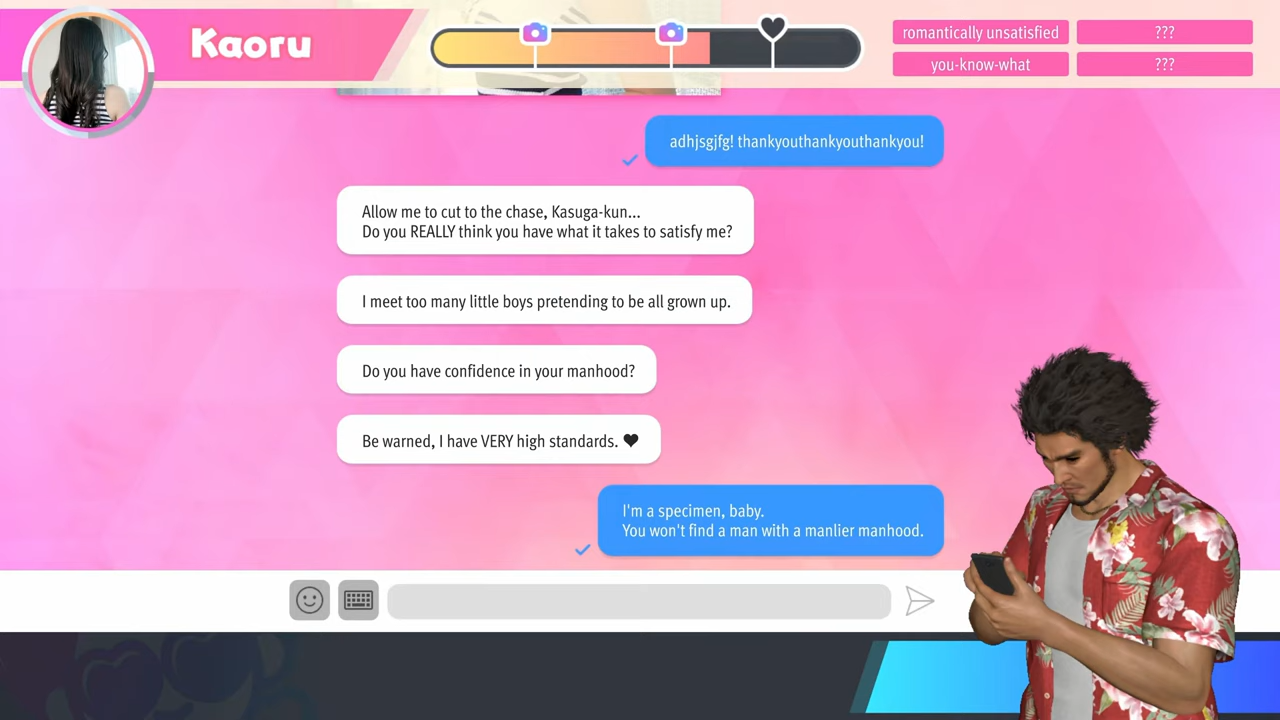 Kaoru
romantically unsatisfied
???
you-know-what
???
adhjsgjfg! thankyouthankyouthankyou!
Allow me to cut to the chase, Kasuga-kun...
Do you REALLY think you have what it takes to satisfy me?
I meet too many little boys pretending to be all grown up.
Do you have confidence in your manhood?
Be warned, I have VERY high standards. ♥
I'm a specimen, baby.
You won't find a man with a manlier manhood.